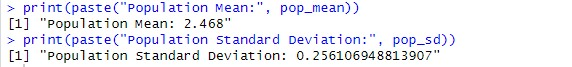 > print(paste("Population Mean:", pop_mean))
[1] "Population Mean: 2.468"
> print(paste("Population Standard Deviation:", pop_sd))
[1] "Population Standard Deviation: 0.256106948813907"